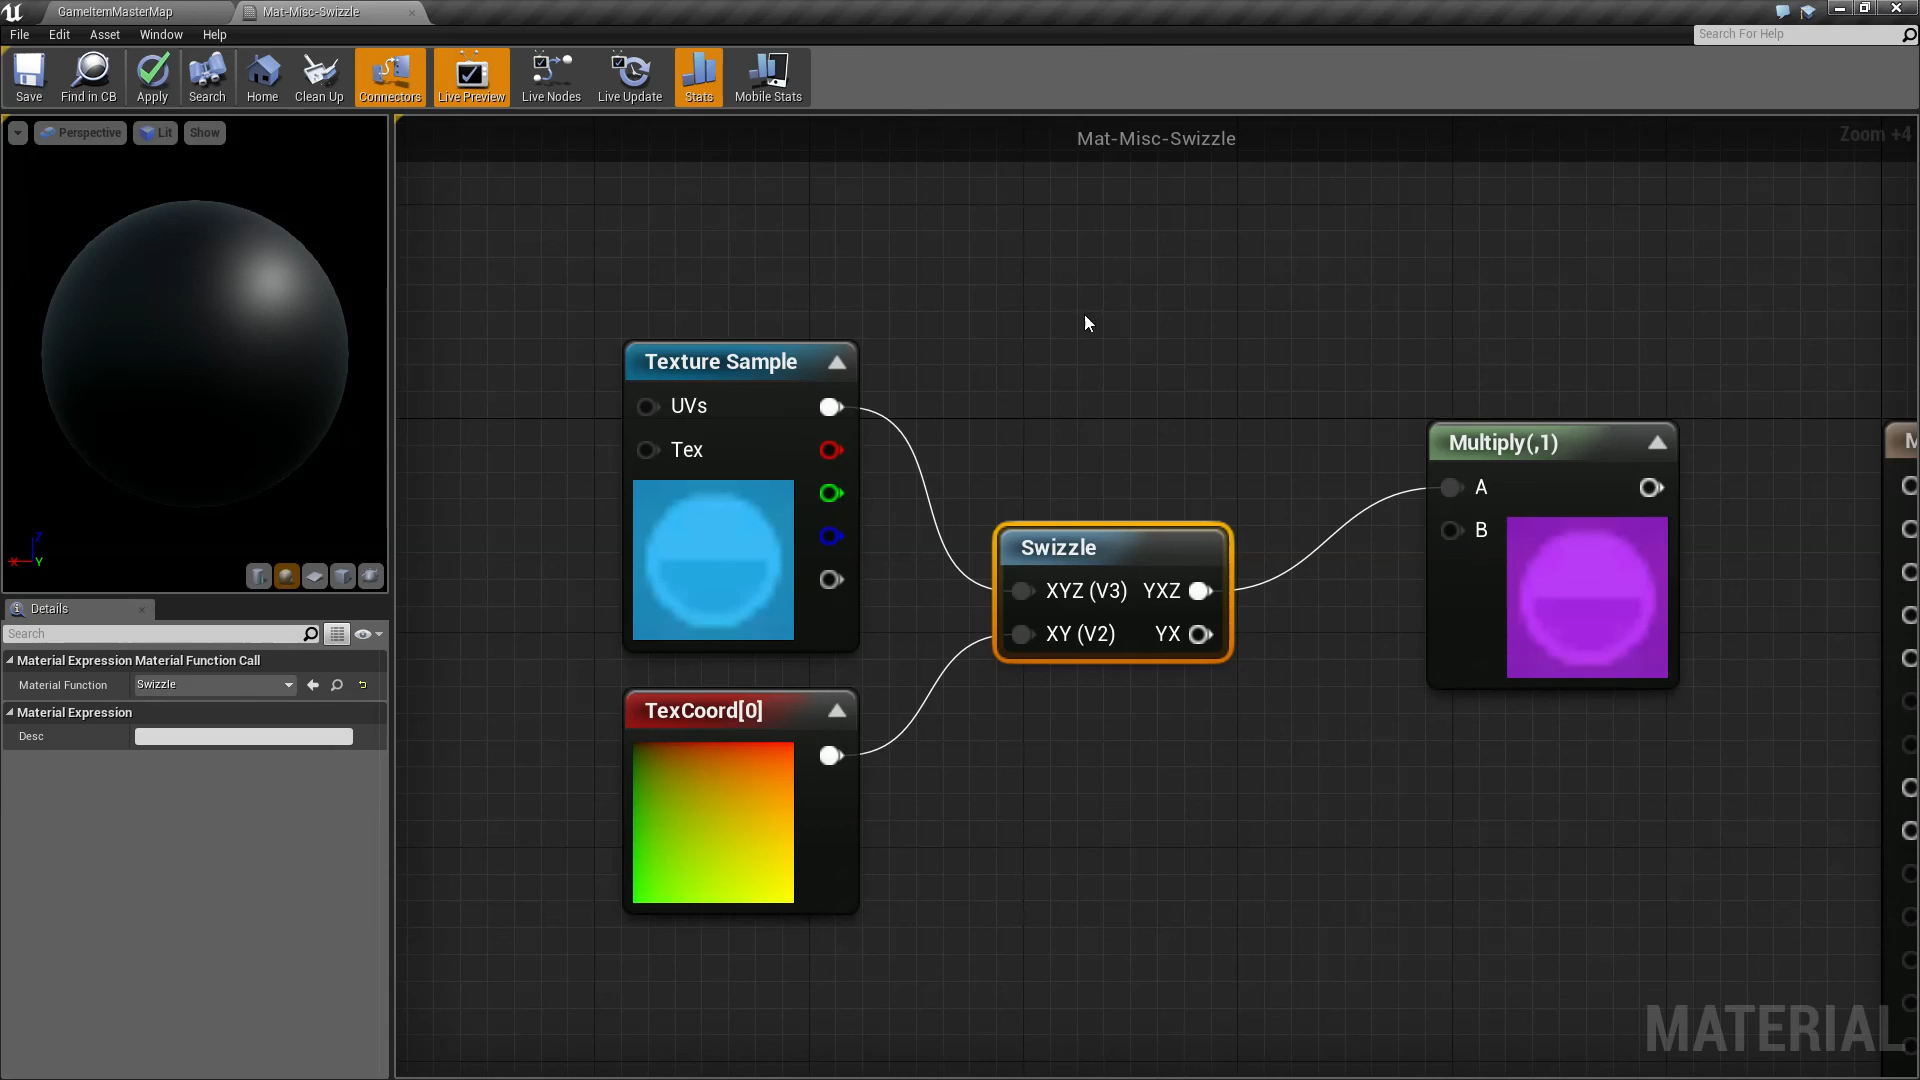 GameItemMasterMap
Mat-Misc-Swizzle
File Edit Asset Window Help
Search For Help
Save Find in CB Apply Search Home Clean Up Connectors Live Preview Live Nodes Live Update Stats Mobile Stats
Perspective Lit Show
Mat-Misc-Swizzle
Zoom +4
Texture Sample
UVs
Tex
Multiply(,1)
M
A
B
Swizzle
XYZ (V3) YXZ
XY (V2) YX
TexCoord[0]
Z
X Y
Details
Search
Material Expression Material Function Call
Material Function Swizzle
Material Expression
Desc
MATERIAL